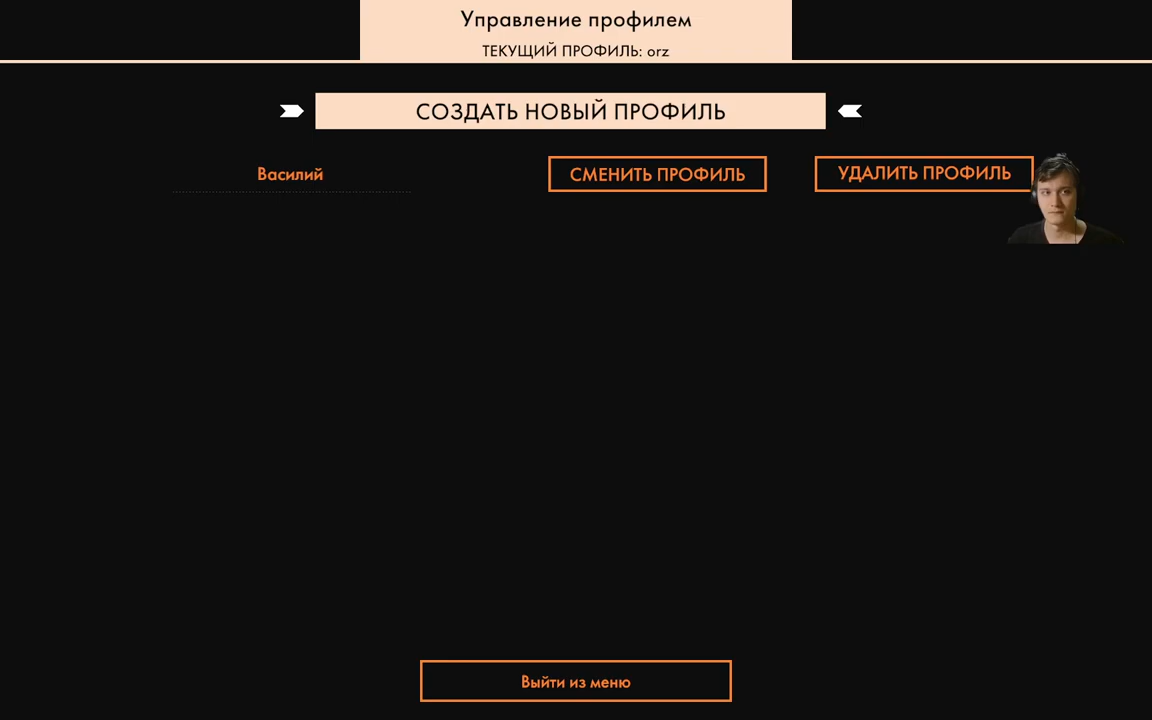 Управление профилем
ТЕКУЩИЙ ПРОФИЛЬ: orz
СОЗДАТЬ НОВЫЙ ПРОФИЛЬ
Василий
СМЕНИТЬ ПРОФИЛЬ
УДАЛИТЬ ПРОФИЛЬ
Выйти из меню